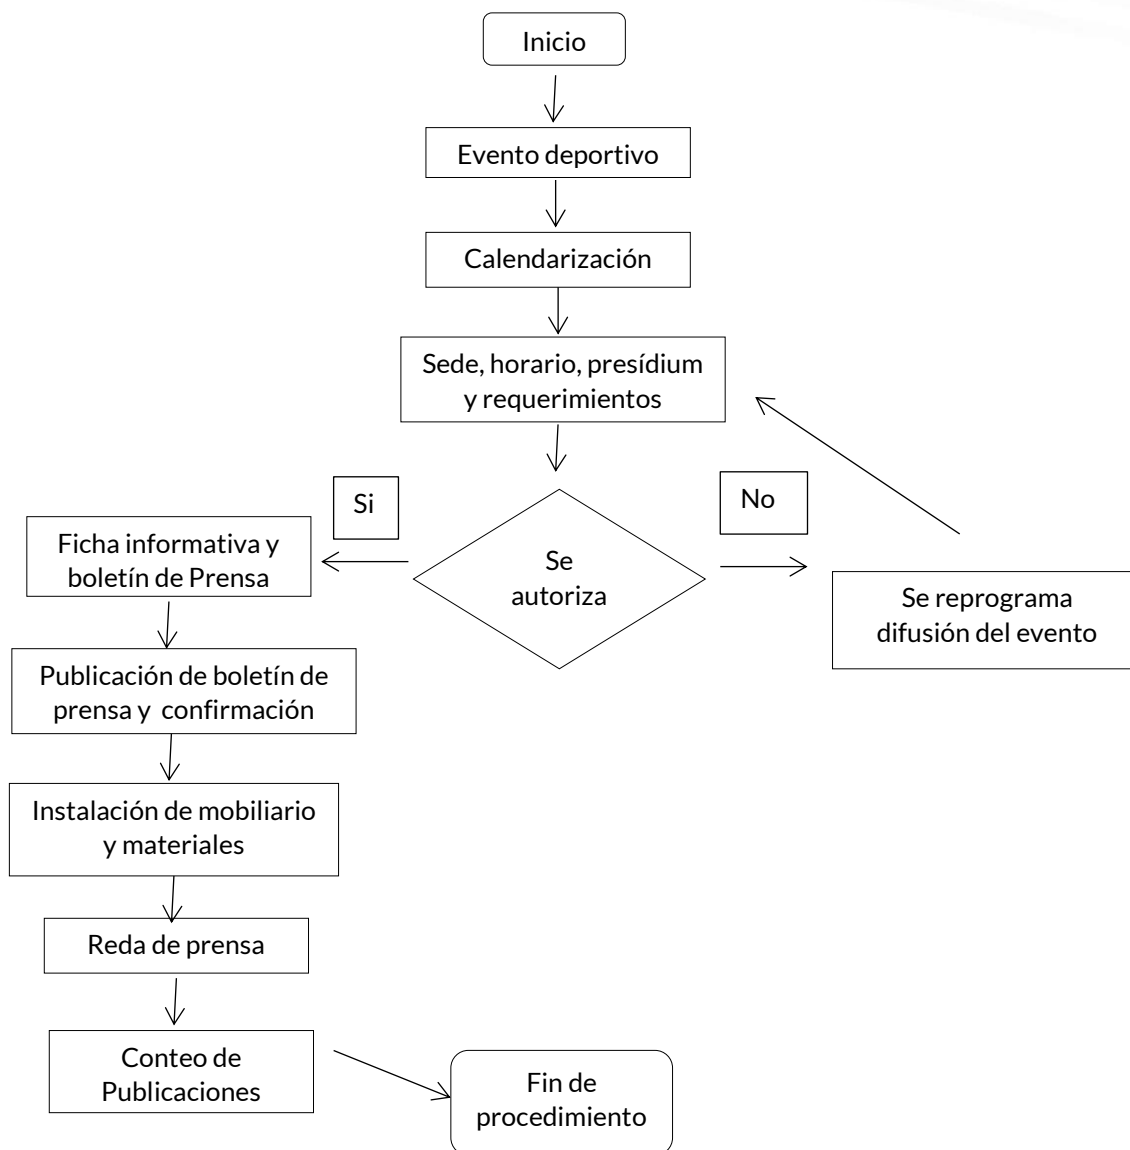 Inicio
Evento deportivo
Calendarización
Sede, horario, presídium
y requerimientos
Si
No
Se
autoriza
Ficha informativa y
boletín de Prensa
Se reprograma
difusión del evento
Publicación de boletín de
prensa y confirmación
Instalación de mobiliario
y materiales
Reda de prensa
Conteo de
Publicaciones
Fin de
procedimiento